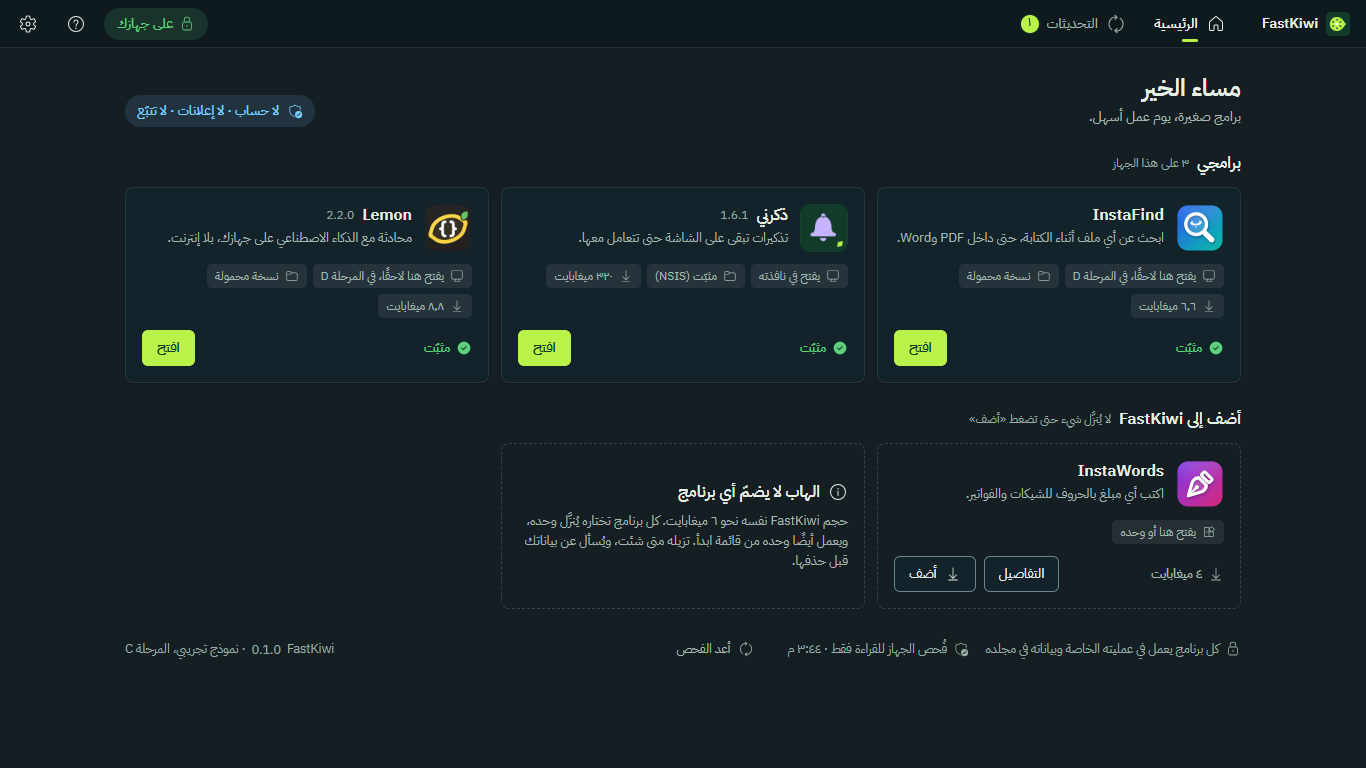 FastKiwi
الرئيسية
التحديثات ١
على جهازك
مساء الخير
برامج صغيرة، يوم عمل أسهل.
لا حساب · لا إعلانات · لا تتبّع
برامجي ٣ على هذا الجهاز
InstaFind
ابحث عن أي ملف أثناء الكتابة، حتى داخل PDF وWord.
يفتح هنا لاحقًا، في المرحلة D
نسخة محمولة
٦٫٦ ميغابايت
مثبّت
افتح
ذكرني 1.6.1
تذكيرات تبقى على الشاشة حتى تتعامل معها.
يفتح في نافذته
مثبّت (NSIS)
٣٢٠ ميغابايت
مثبّت
افتح
Lemon 2.2.0
محادثة مع الذكاء الاصطناعي على جهازك، بلا إنترنت.
يفتح هنا لاحقًا، في المرحلة D
نسخة محمولة
٨٫٨ ميغابايت
مثبّت
افتح
أضف إلى FastKiwi لا يُنزَّل شيء حتى تضغط «أضف»
InstaWords
اكتب أي مبلغ بالحروف للشيكات والفواتير.
يفتح هنا أو وحده
٤ ميغابايت
التفاصيل
أضف
الهاب لا يضمّ أي برنامج
حجم FastKiwi نفسه نحو ٦ ميغابايت. كل برنامج تختاره يُنزَّل وحده،
ويعمل أيضًا وحده من قائمة ابدأ. تزيله متى شئت، ويُسأل عن بياناتك
قبل حذفها.
كل برنامج يعمل في عمليته الخاصة وبياناته في مجلده
فُحص الجهاز للقراءة فقط · ٣:٤٤ م
أعد الفحص
FastKiwi 0.1.0 · نموذج تجريبي، المرحلة C